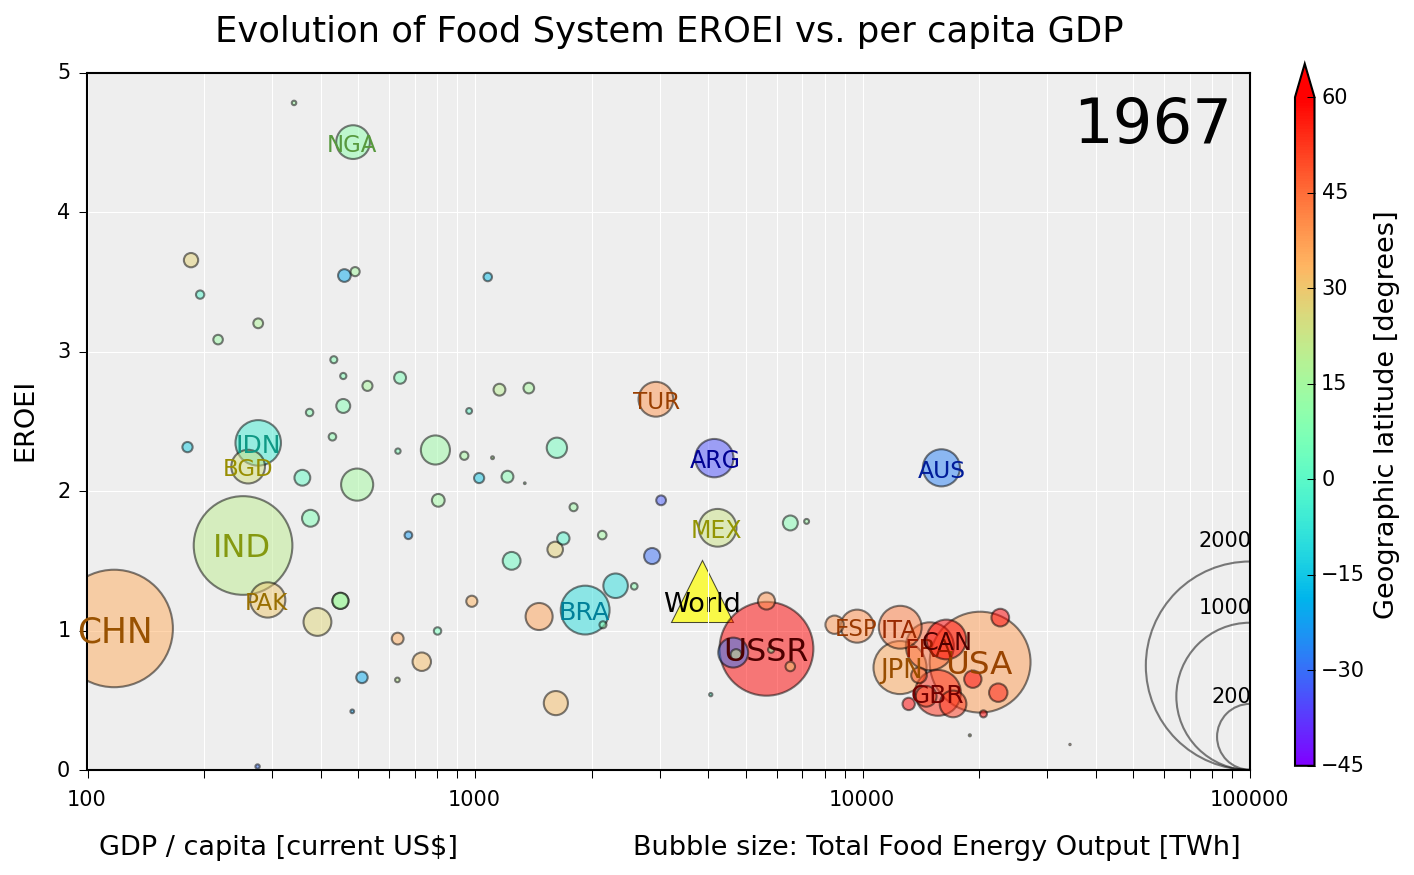 Evolution of Food System EROEI vs. per capita GDP
1967
5
4
3
2
1
0
EROEI
NGA
TUR
IDN
BGD
ARG
AUS
IND
MEX
PAK
BRA
World
CHN
USSR
ESP
ITA
CAN
JPN
USA
GBR
2000
1000
200
100
1000
10000
100000
GDP / capita [current US$]
Bubble size: Total Food Energy Output [TWh]
60
45
30
15
0
−15
−30
−45
Geographic latitude [degrees]